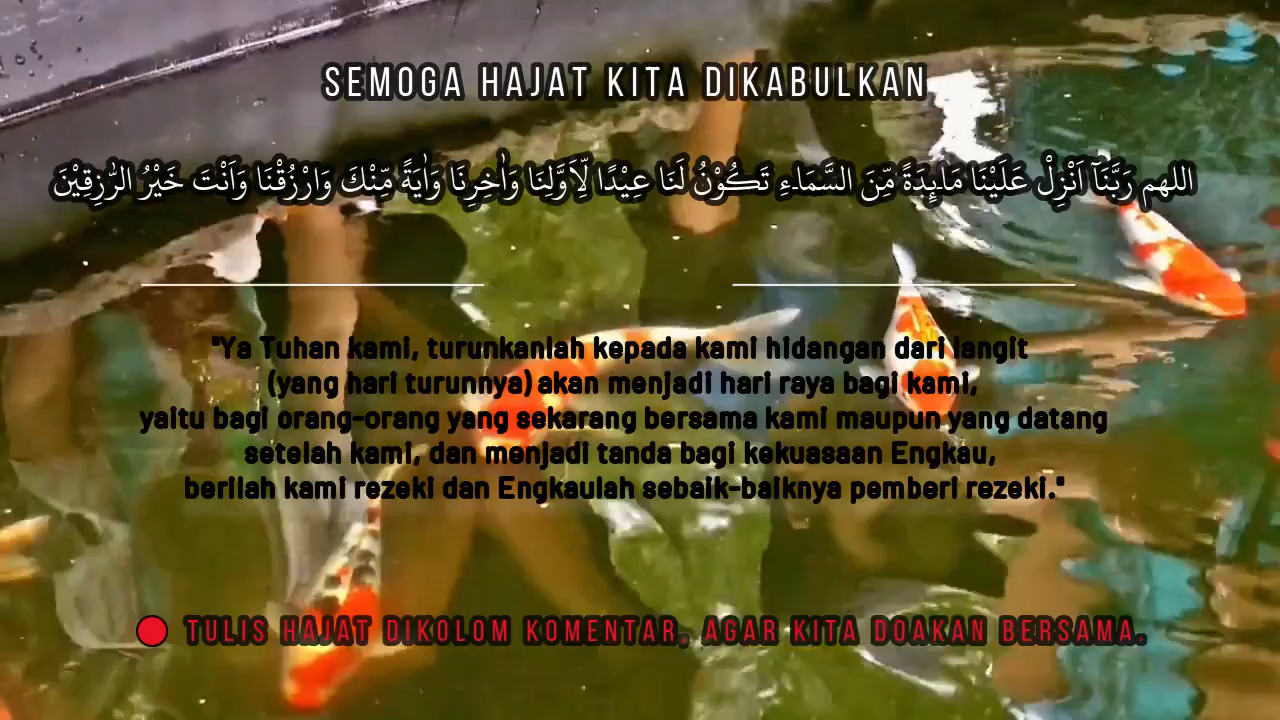 SEMOGA HAJAT KITA DIKABULKAN
اللهم رَبَّنَآ اَنْزِلْ عَلَيْنَا مَاۤىِٕدَةً مِّنَ السَّمَاۤءِ تَكُوْنُ لَنَا عِيْدًا لِّاَوَّلِنَا وَاٰخِرِنَا وَاٰيَةً مِّنْكَ وَارْزُقْنَا وَاَنْتَ خَيْرُ الرّٰزِقِيْنَ
"Ya Tuhan kami, turunkanlah kepada kami hidangan dari langit
(yang hari turunnya) akan menjadi hari raya bagi kami,
yaitu bagi orang-orang yang sekarang bersama kami maupun yang datang
setelah kami, dan menjadi tanda bagi kekuasaan Engkau,
berilah kami rezeki dan Engkaulah sebaik-baiknya pemberi rezeki."
TULIS HAJAT DIKOLOM KOMENTAR, AGAR KITA DOAKAN BERSAMA.